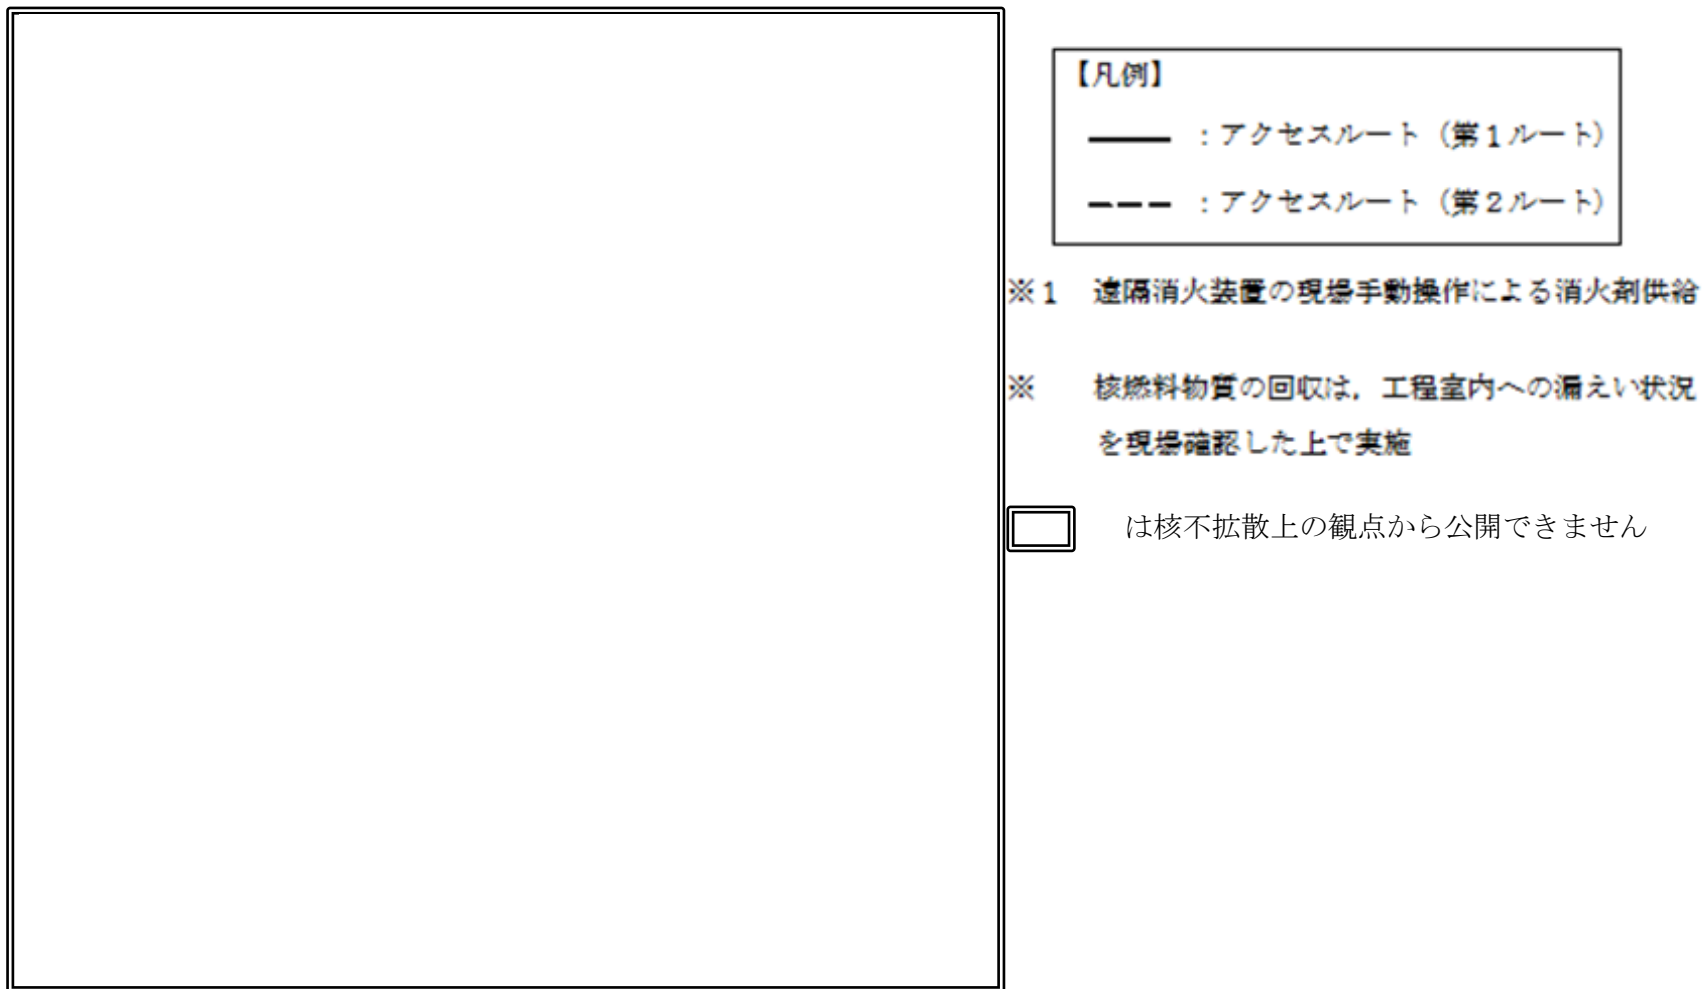 【凡例】
━━━ :アクセスルート(第1ルート)
━━━ :アクセスルート(第2ルート)
※1 遠隔消火装置の現場手動操作による消火剤供給
※ 核燃料物質の回収は,工程室内への漏えい状況
を現場確認した上で実施
は核不拡散上の観点から公開できません